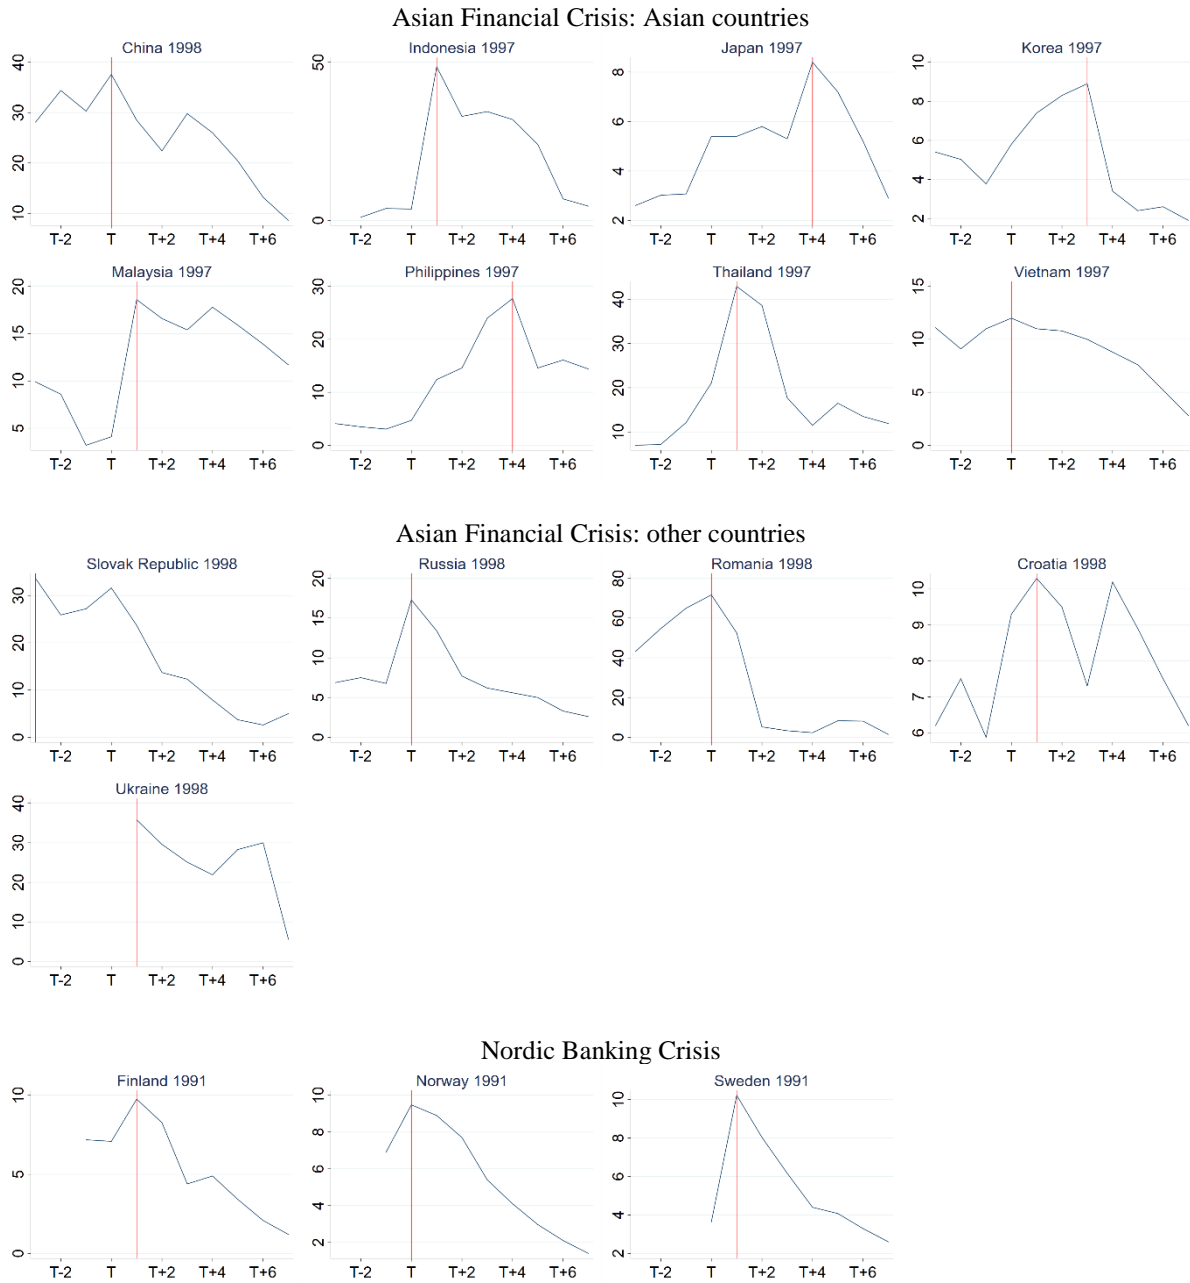 Asian Financial Crisis: Asian countries
China 1998
Indonesia 1997
Japan 1997
Korea 1997
40
30
20
10
T-2 T T+2 T+4 T+6
50
0
T-2 T T+2 T+4 T+6
8
6
4
2
T-2 T T+2 T+4 T+6
10
8
6
4
2
T-2 T T+2 T+4 T+6
Malaysia 1997
Philippines 1997
Thailand 1997
Vietnam 1997
20
15
10
5
T-2 T T+2 T+4 T+6
30
20
10
0
T-2 T T+2 T+4 T+6
40
30
20
10
T-2 T T+2 T+4 T+6
15
10
5
0
T-2 T T+2 T+4 T+6
Asian Financial Crisis: other countries
Slovak Republic 1998
Russia 1998
Romania 1998
Croatia 1998
30
20
10
0
T-2 T T+2 T+4 T+6
20
15
10
5
0
T-2 T T+2 T+4 T+6
80
60
40
20
0
T-2 T T+2 T+4 T+6
10
9
8
7
6
T-2 T T+2 T+4 T+6
Ukraine 1998
40
30
20
10
0
T-2 T T+2 T+4 T+6
Nordic Banking Crisis
Finland 1991
Norway 1991
Sweden 1991
10
5
0
T-2 T T+2 T+4 T+6
10
8
6
4
2
T-2 T T+2 T+4 T+6
10
8
6
4
2
T-2 T T+2 T+4 T+6